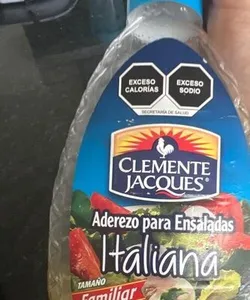 EXCESO CALORÍAS
EXCESO SODIO
SECRETARÍA DE SALUD
CLEMENTE
JACQUES®
Aderezo para Ensaladas
Italiana
TAMAÑO
Familiar